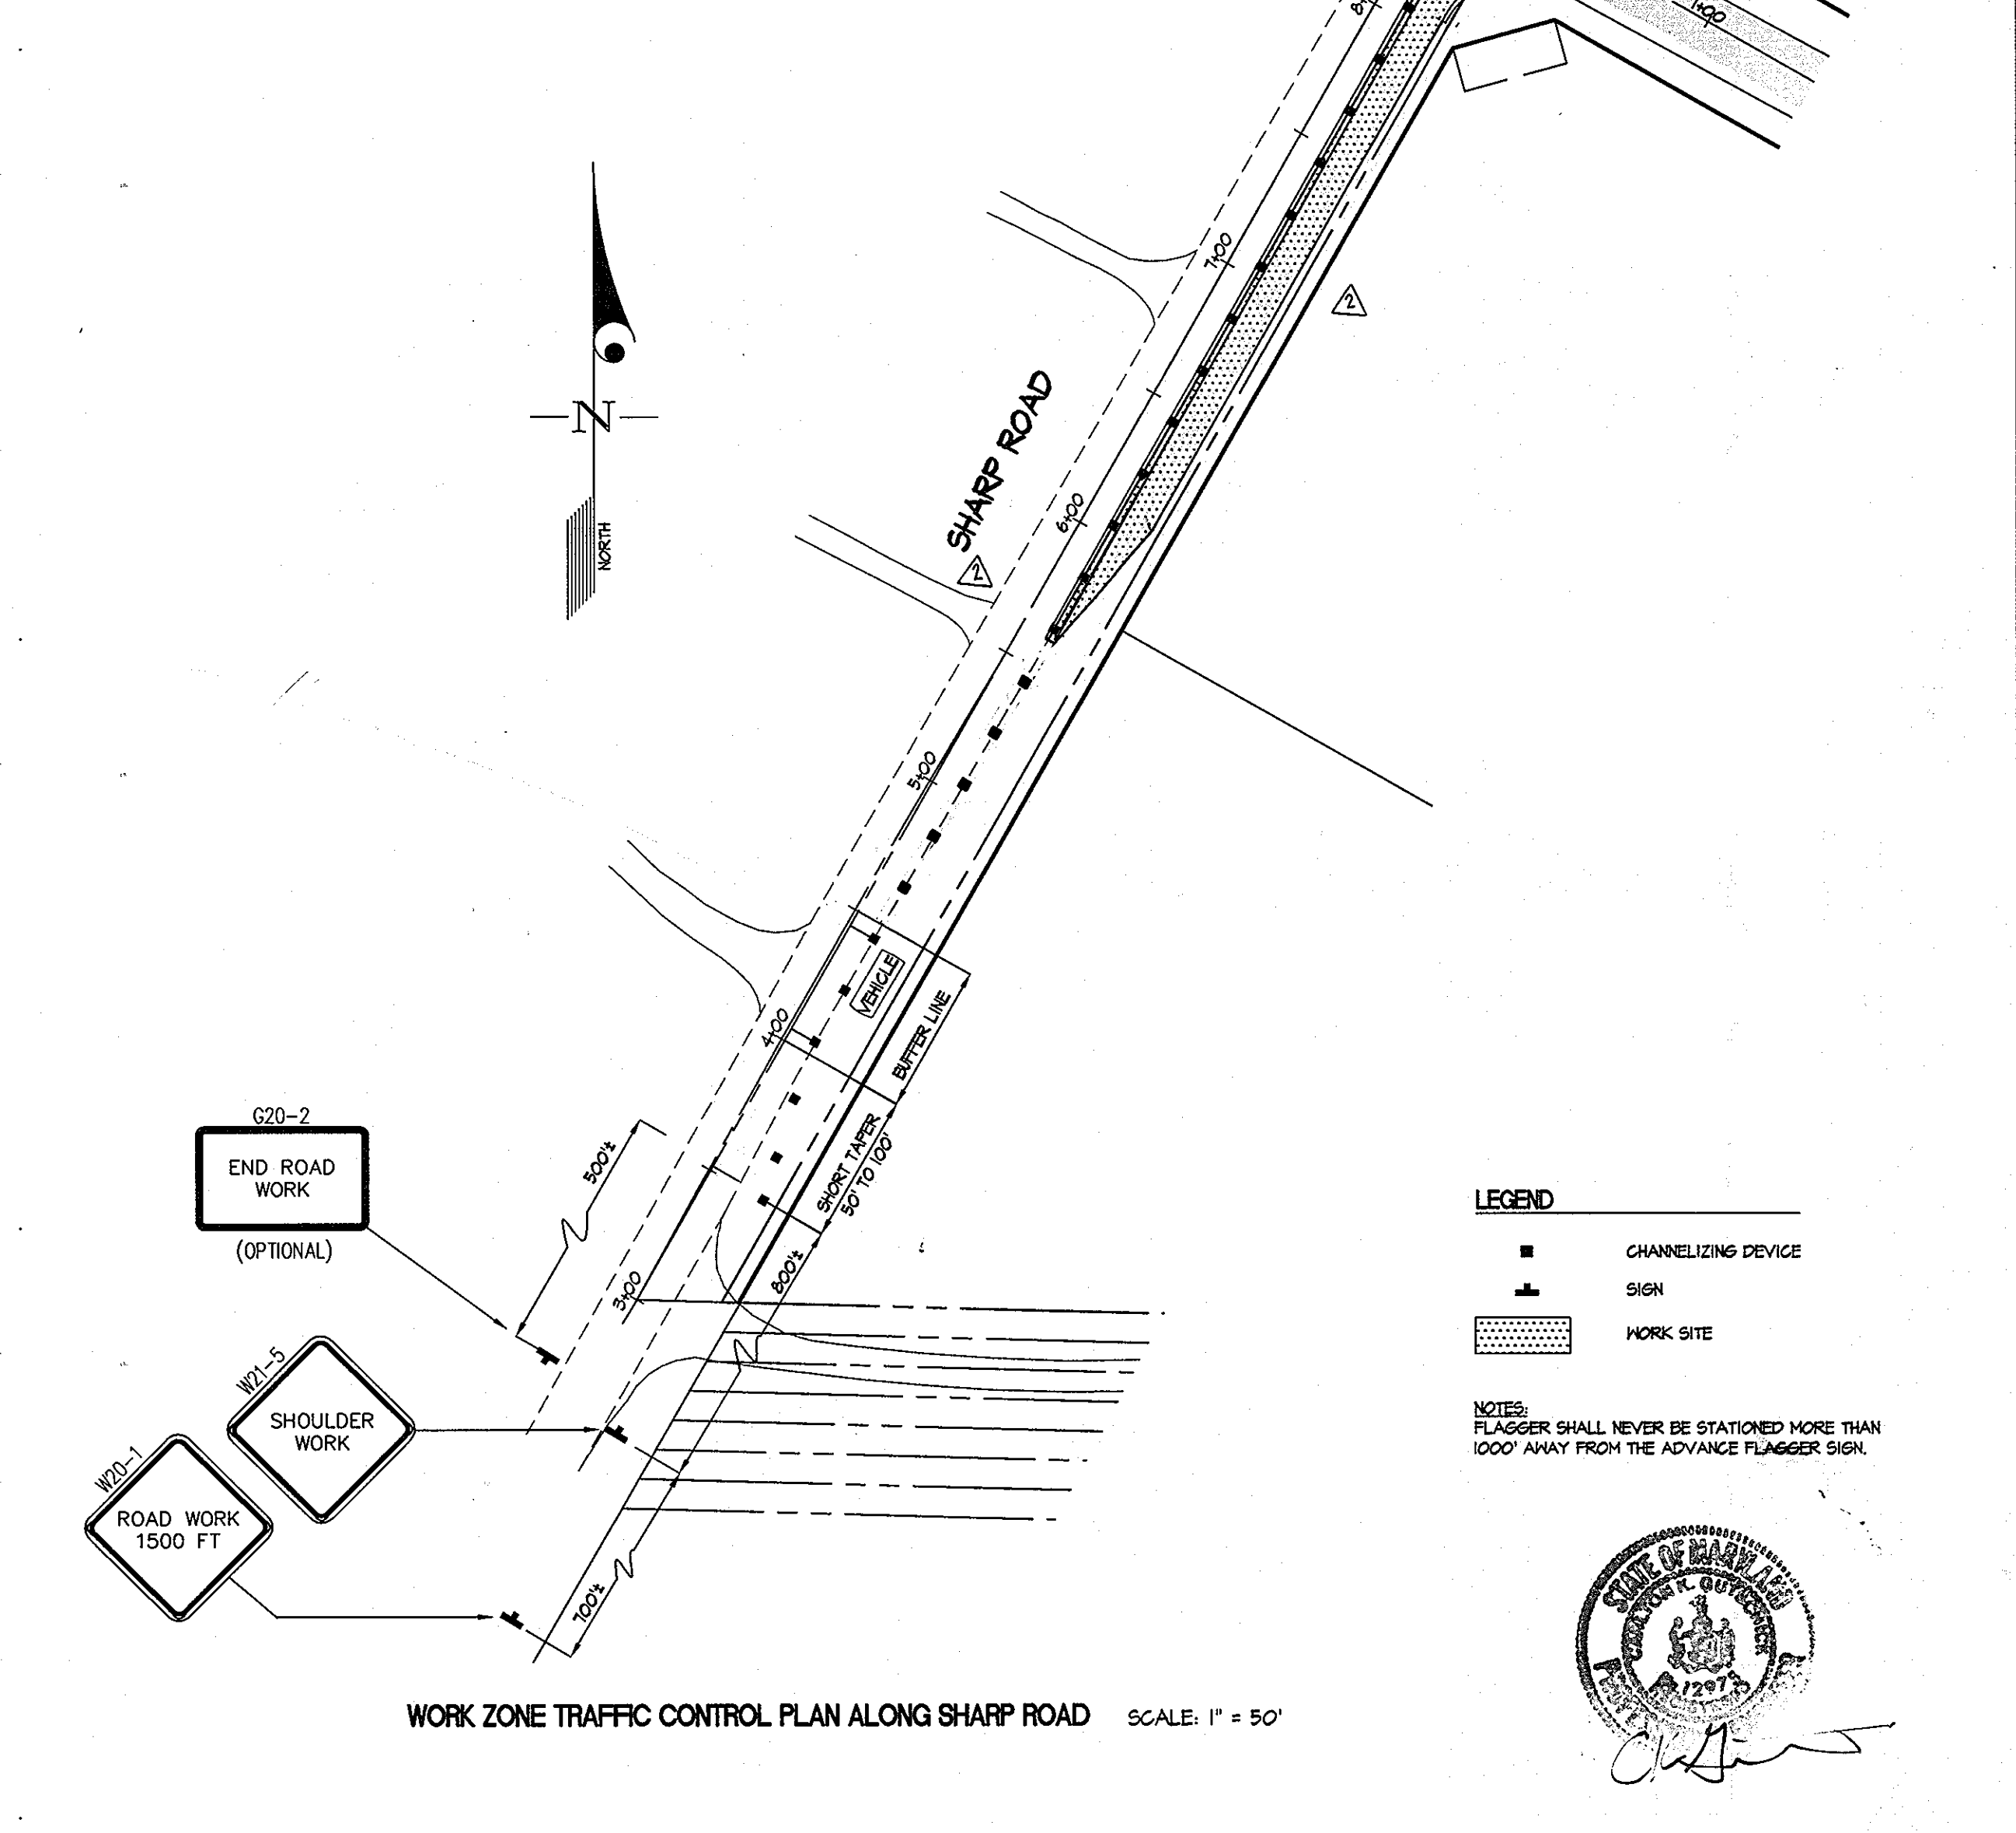 1+00
8+
7+00
2
SHARP ROAD
6+00
2
N
NORTH
5+00
VEHICLE
4+00
BUFFER LINE
SHORT TAPER
50' TO 100'
G20-2
END ROAD
WORK
(OPTIONAL)
500'±
800'±
3+00
W21-5
SHOULDER
WORK
W20-1
ROAD WORK
1500 FT
700'±
LEGEND
CHANNELIZING DEVICE
SIGN
WORK SITE
NOTES:
FLAGGER SHALL NEVER BE STATIONED MORE THAN
1000' AWAY FROM THE ADVANCE FLAGGER SIGN.
STATE OF MARYLAND
WORK ZONE TRAFFIC CONTROL PLAN ALONG SHARP ROAD SCALE: 1" = 50'